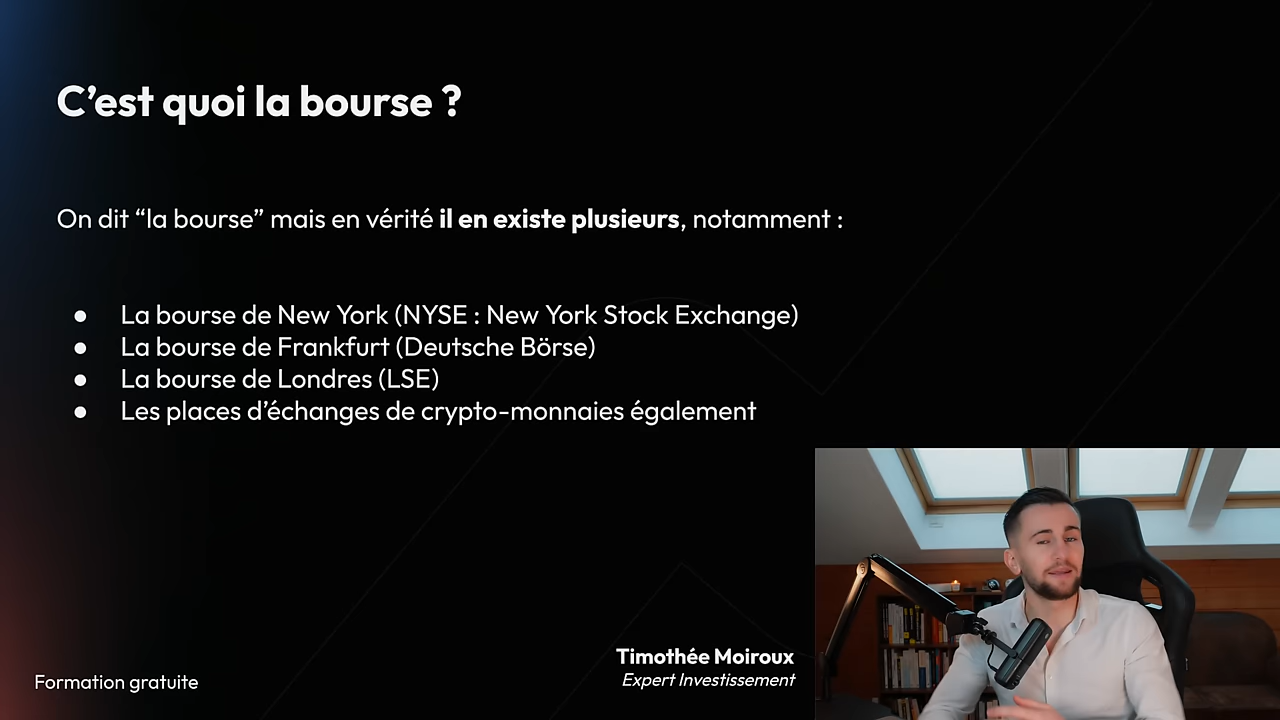 C’est quoi la bourse ?
On dit “la bourse” mais en vérité il en existe plusieurs, notamment :
● La bourse de New York (NYSE : New York Stock Exchange)
● La bourse de Frankfurt (Deutsche Börse)
● La bourse de Londres (LSE)
● Les places d’échanges de crypto-monnaies également
Timothée Moiroux
Expert Investissement
Formation gratuite